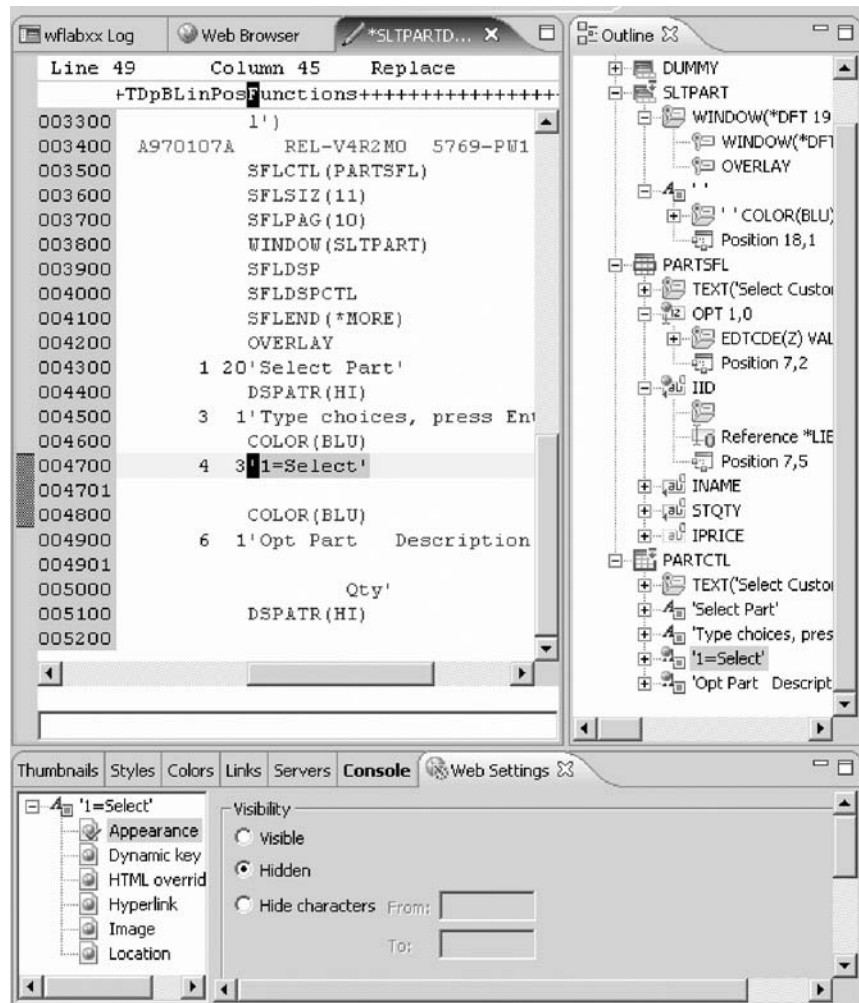 wflabxx Log
Web Browser
*SLTPARTD...
Line 49 Column 45 Replace
+TDpBLinPosFunctions++++++++++++++++
003300 l')
003400 A970107A REL-V4R2M0 5769-PW1
003500 SFLCTL(PARTSFL)
003600 SFLSIZ(11)
003700 SFLPAG(10)
003800 WINDOW(SLTPART)
003900 SFLDSP
004000 SFLDSPCTL
004100 SFLEND(*MORE)
004200 OVERLAY
004300 1 20'Select Part'
004400 DSPATR(HI)
004500 3 1'Type choices, press Ent
004600 COLOR(BLU)
004700 4 3'1=Select'
004701
004800 COLOR(BLU)
004900 6 1'Opt Part Description
004901
005000 Qty'
005100 DSPATR(HI)
005200
Outline
DUMMY
SLTPART
WINDOW(*DFT 19
WINDOW(*DFT
OVERLAY
' '
' ' COLOR(BLU)
Position 18,1
PARTSFL
TEXT('Select Custo
OPT 1,0
EDTCDE(Z) VAL
Position 7,2
IID
Reference *LIB
Position 7,5
INAME
STQTY
IPRICE
PARTCTL
TEXT('Select Custo
'Select Part'
'Type choices, pres
'1=Select'
'Opt Part Descript
Thumbnails Styles Colors Links Servers Console Web Settings
'1=Select'
Appearance
Dynamic key
HTML overrid
Hyperlink
Image
Location
Visibility
Visible
Hidden
Hide characters From:
To: